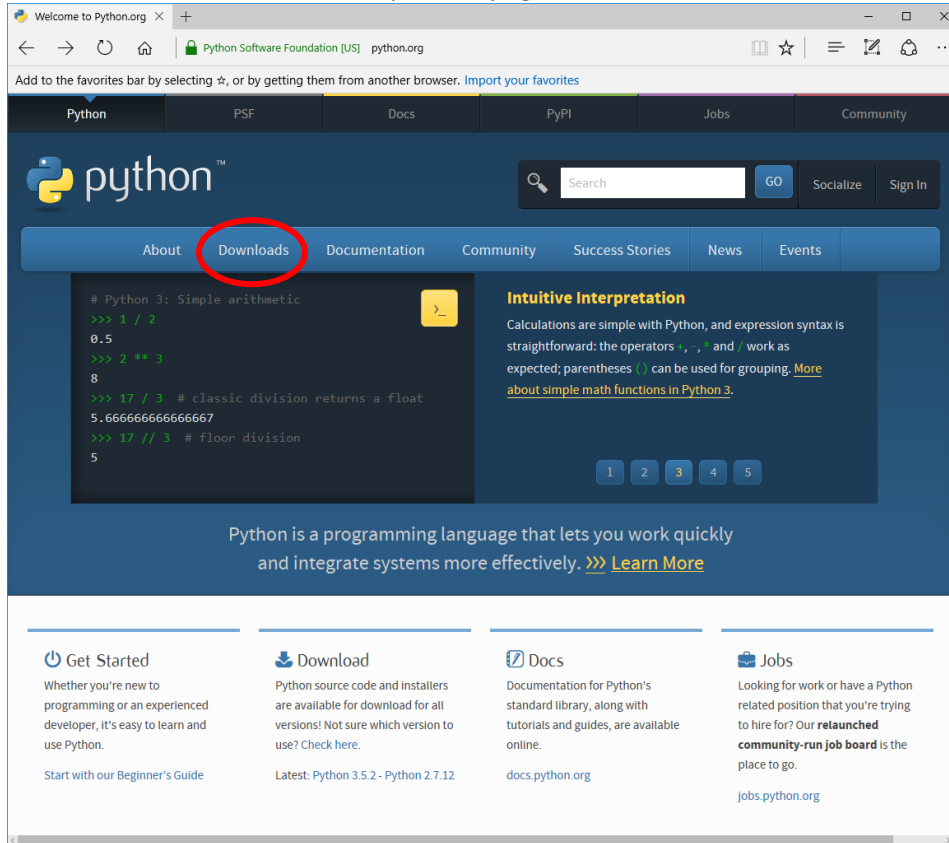 Welcome to Python.org
Python Software Foundation [US] python.org
Add to the favorites bar by selecting ☆, or by getting them from another browser. Import your favorites
Python PSF Docs PyPI Jobs Community
python™
Search GO Socialize Sign In
About Downloads Documentation Community Success Stories News Events
# Python 3: Simple arithmetic
>>> 1 / 2
0.5
>>> 2 ** 3
8
>>> 17 / 3 # classic division returns a float
5.666666666666667
>>> 17 // 3 # floor division
5
>_
Intuitive Interpretation
Calculations are simple with Python, and expression syntax is
straightforward: the operators +, -, * and / work as
expected; parentheses () can be used for grouping. More
about simple math functions in Python 3.
1 2 3 4 5
Python is a programming language that lets you work quickly
and integrate systems more effectively. >>> Learn More
Get Started
Whether you're new to
programming or an experienced
developer, it's easy to learn and
use Python.
Start with our Beginner's Guide
Download
Python source code and installers
are available for download for all
versions! Not sure which version to
use? Check here.
Latest: Python 3.5.2 - Python 2.7.12
Docs
Documentation for Python's
standard library, along with
tutorials and guides, are available
online.
docs.python.org
Jobs
Looking for work or have a Python
related position that you're trying
to hire for? Our relaunched
community-run job board is the
place to go.
jobs.python.org